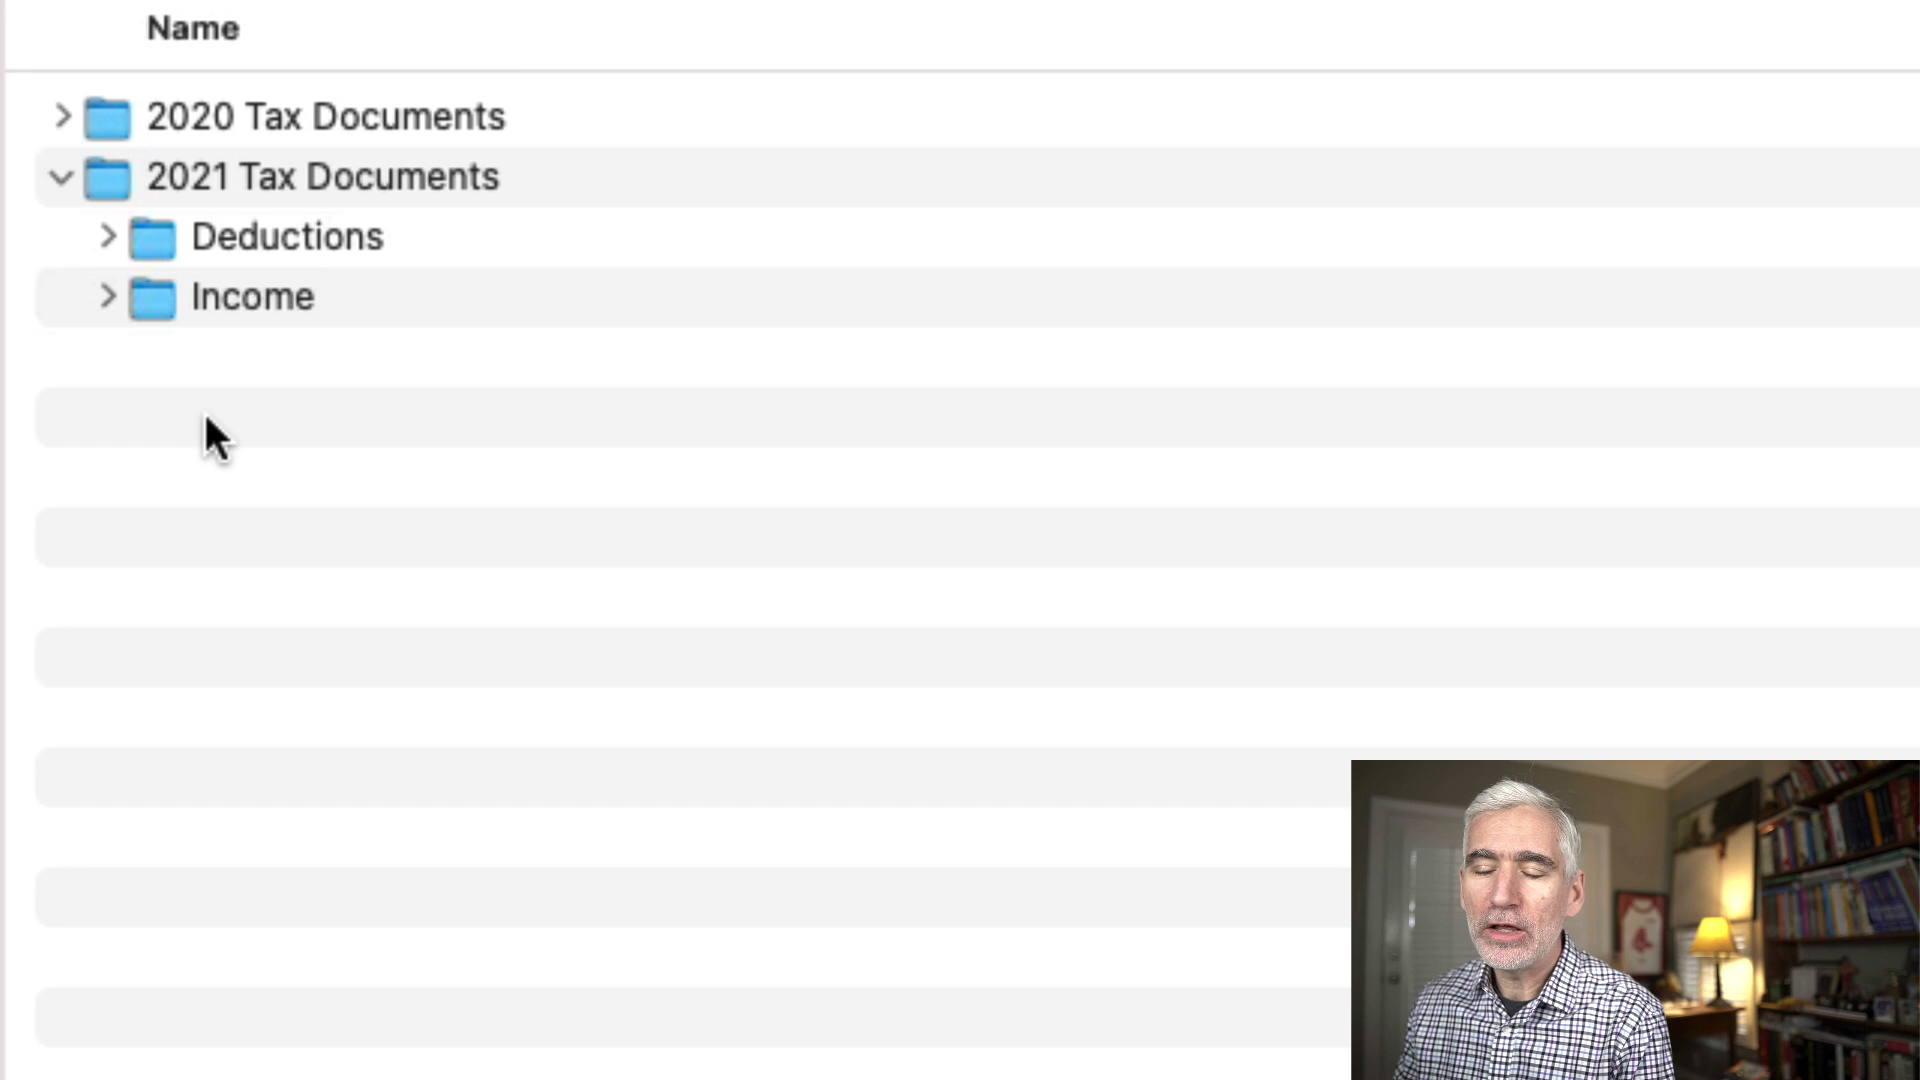 Name
2020 Tax Documents
2021 Tax Documents
Deductions
Income